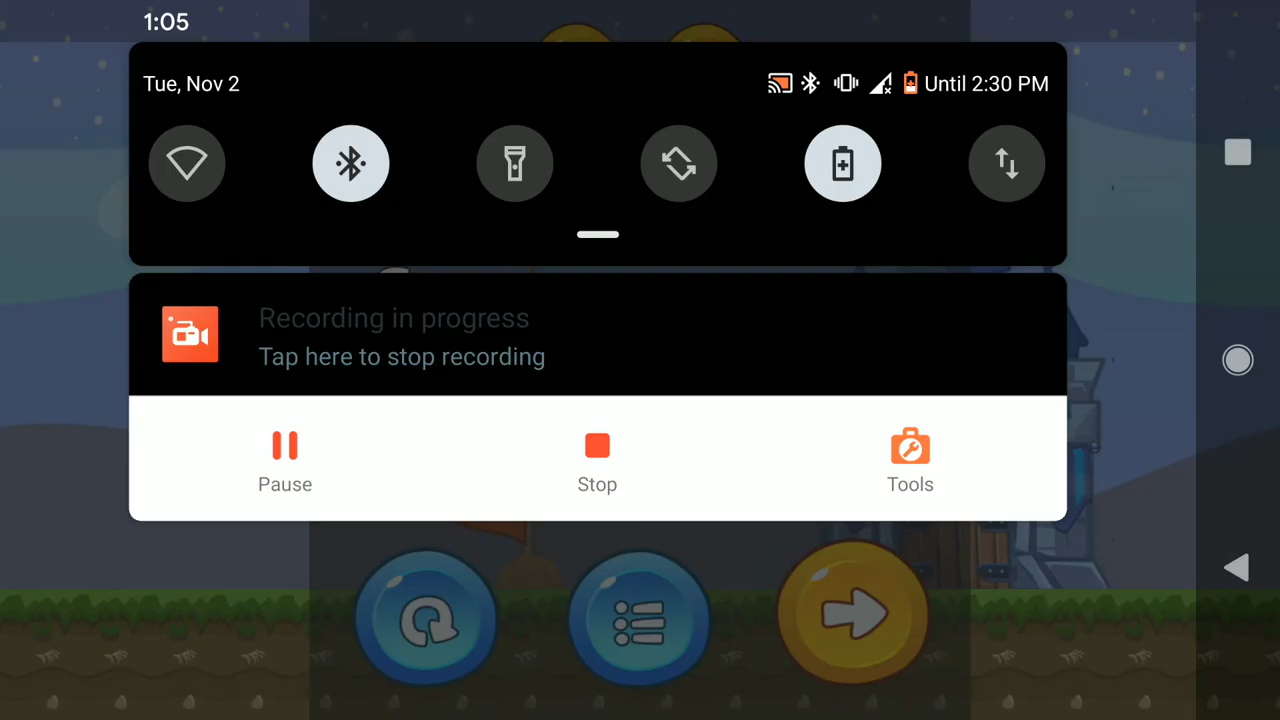 1:05
Tue, Nov 2
Until 2:30 PM
Recording in progress
Tap here to stop recording
Pause
Stop
Tools